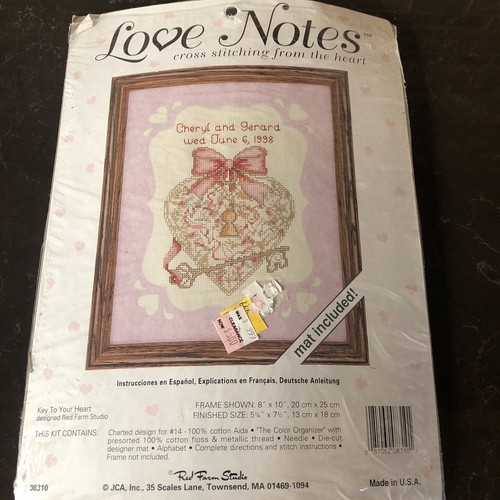 Love Notes™
cross stitching from the heart
Cheryl and Gerard
wed June 6, 1998
WAS
CLEARANCE
NOW
mat included!
Instrucciones en Español, Explications en Français, Deutsche Anleitung
Key To Your Heart
designed Red Farm Studio
FRAME SHOWN: 8" x 10", 20 cm x 25 cm
FINISHED SIZE: 5¼" x 7½", 13 cm x 18 cm
THIS KIT CONTAINS:
Charted design for #14 - 100% cotton Aida • "The Color Organizer" with
presorted 100% cotton floss & metallic thread • Needle • Die-cut
designer mat • Alphabet • Complete directions and stitch instructions •
Frame not included.
08310
Red Farm Studio
© JCA, Inc., 35 Scales Lane, Townsend, MA 01469-1094
Made in U.S.A.